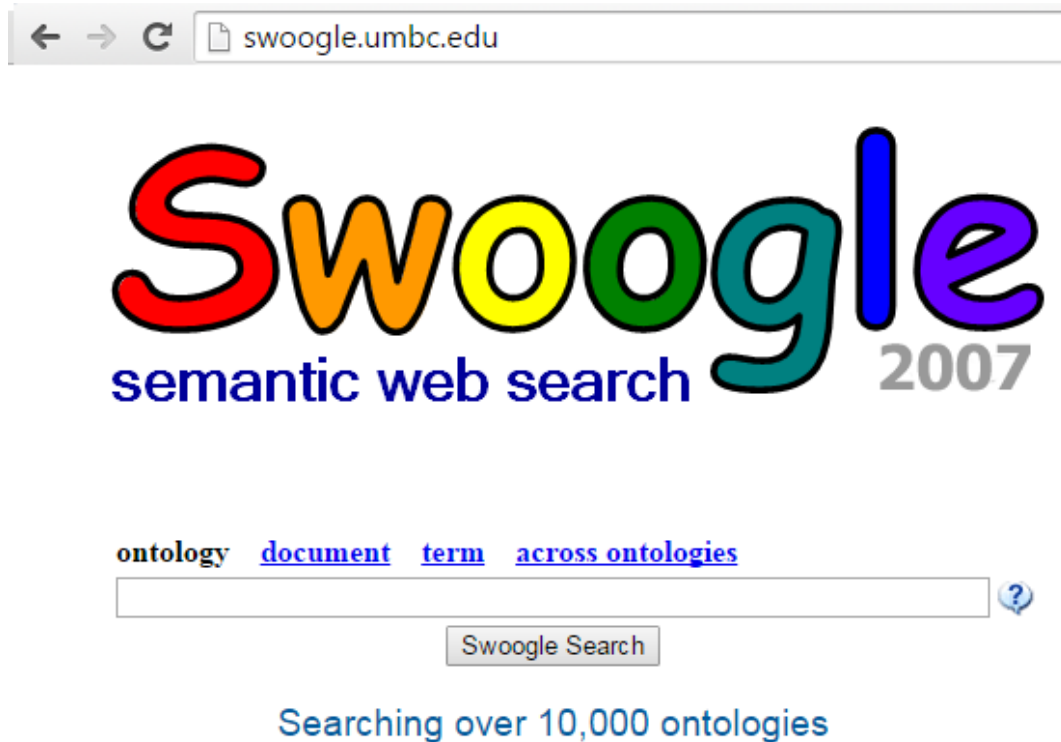 swoogle.umbc.edu
Swoogle
semantic web search 2007
ontology document term across ontologies
?
Swoogle Search
Searching over 10,000 ontologies